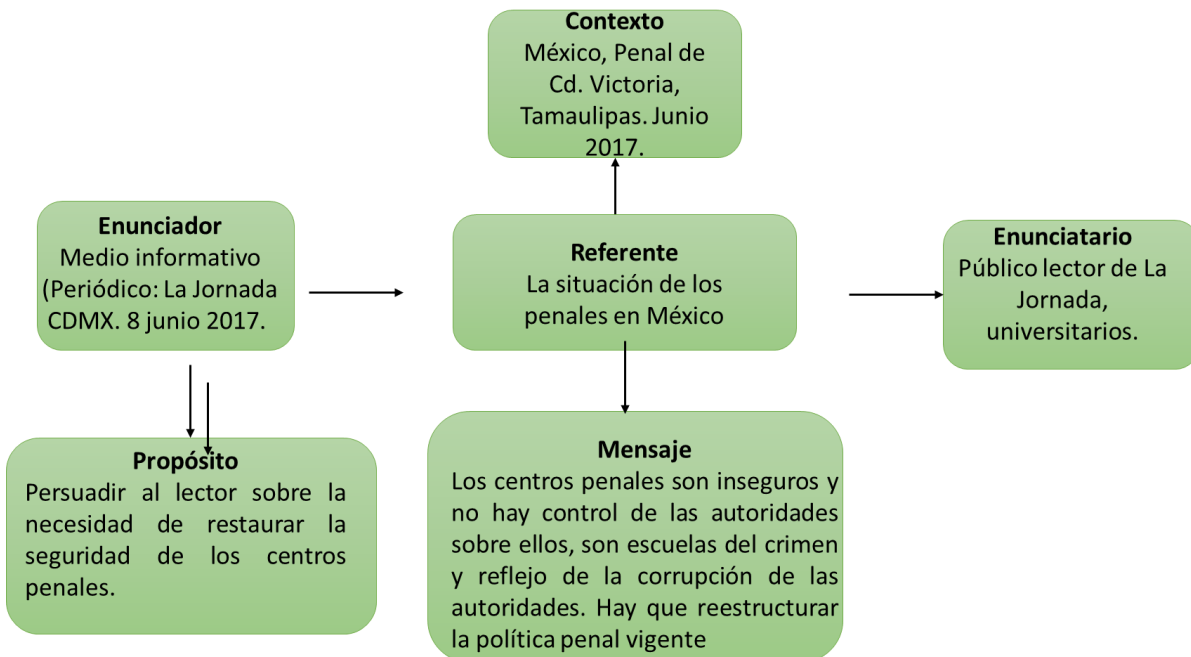 Contexto
México, Penal de
Cd. Victoria,
Tamaulipas. Junio
2017.
Enunciador
Medio informativo
(Periódico: La Jornada
CDMX. 8 junio 2017.
Referente
La situación de los
penales en México
Enunciatario
Público lector de La
Jornada,
universitarios.
Propósito
Persuadir al lector sobre la
necesidad de restaurar la
seguridad de los centros
penales.
Mensaje
Los centros penales son inseguros y
no hay control de las autoridades
sobre ellos, son escuelas del crimen
y reflejo de la corrupción de las
autoridades. Hay que reestructurar
la política penal vigente